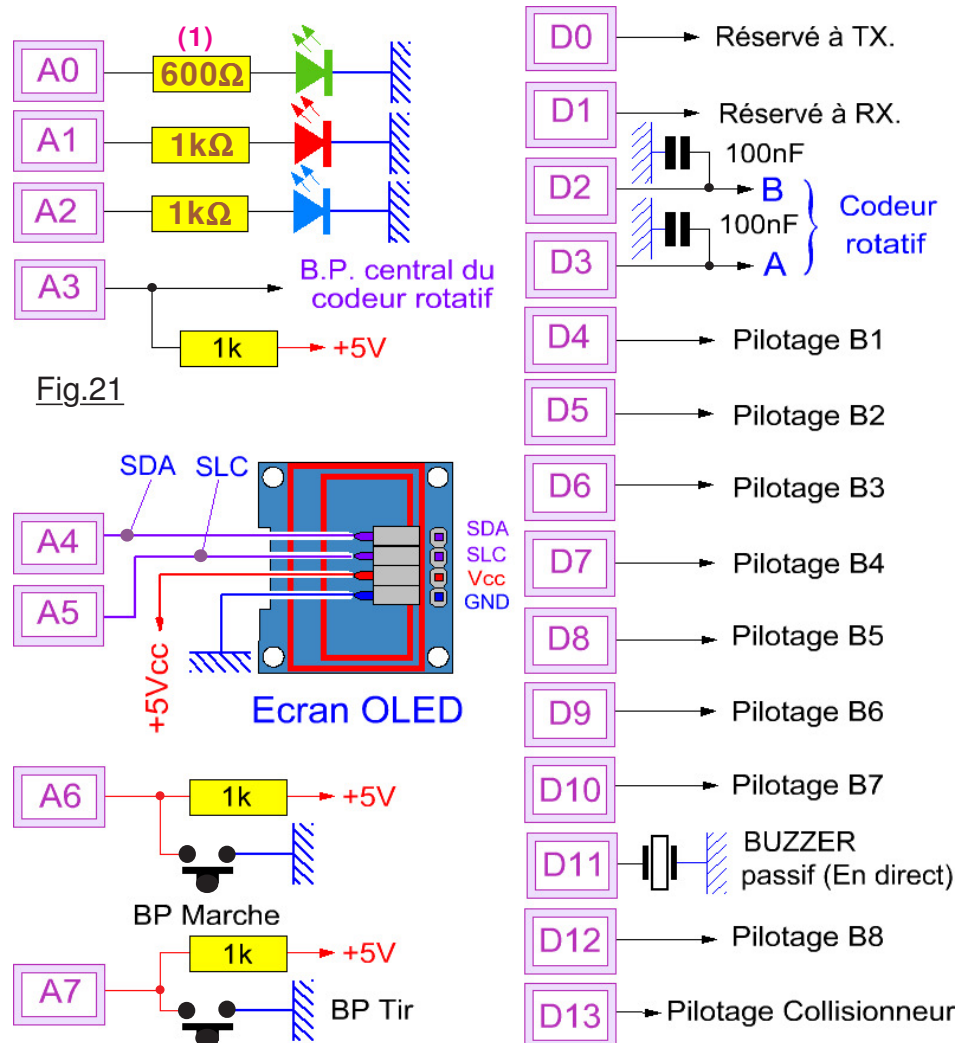 (1)
A0
600Ω
A1
1kΩ
A2
1kΩ
A3
B.P. central du
codeur rotatif
1k
+5V
Fig.21
SDA
SLC
A4
A5
SDA
SLC
Vcc
GND
+5Vcc
Ecran OLED
A6
1k
+5V
BP Marche
A7
1k
+5V
BP Tir
D0
Réservé à TX.
D1
Réservé à RX.
100nF
D2
B
100nF
D3
A
Codeur
rotatif
D4
Pilotage B1
D5
Pilotage B2
D6
Pilotage B3
D7
Pilotage B4
D8
Pilotage B5
D9
Pilotage B6
D10
Pilotage B7
D11
BUZZER
passif (En direct)
D12
Pilotage B8
D13
Pilotage Collisionneur